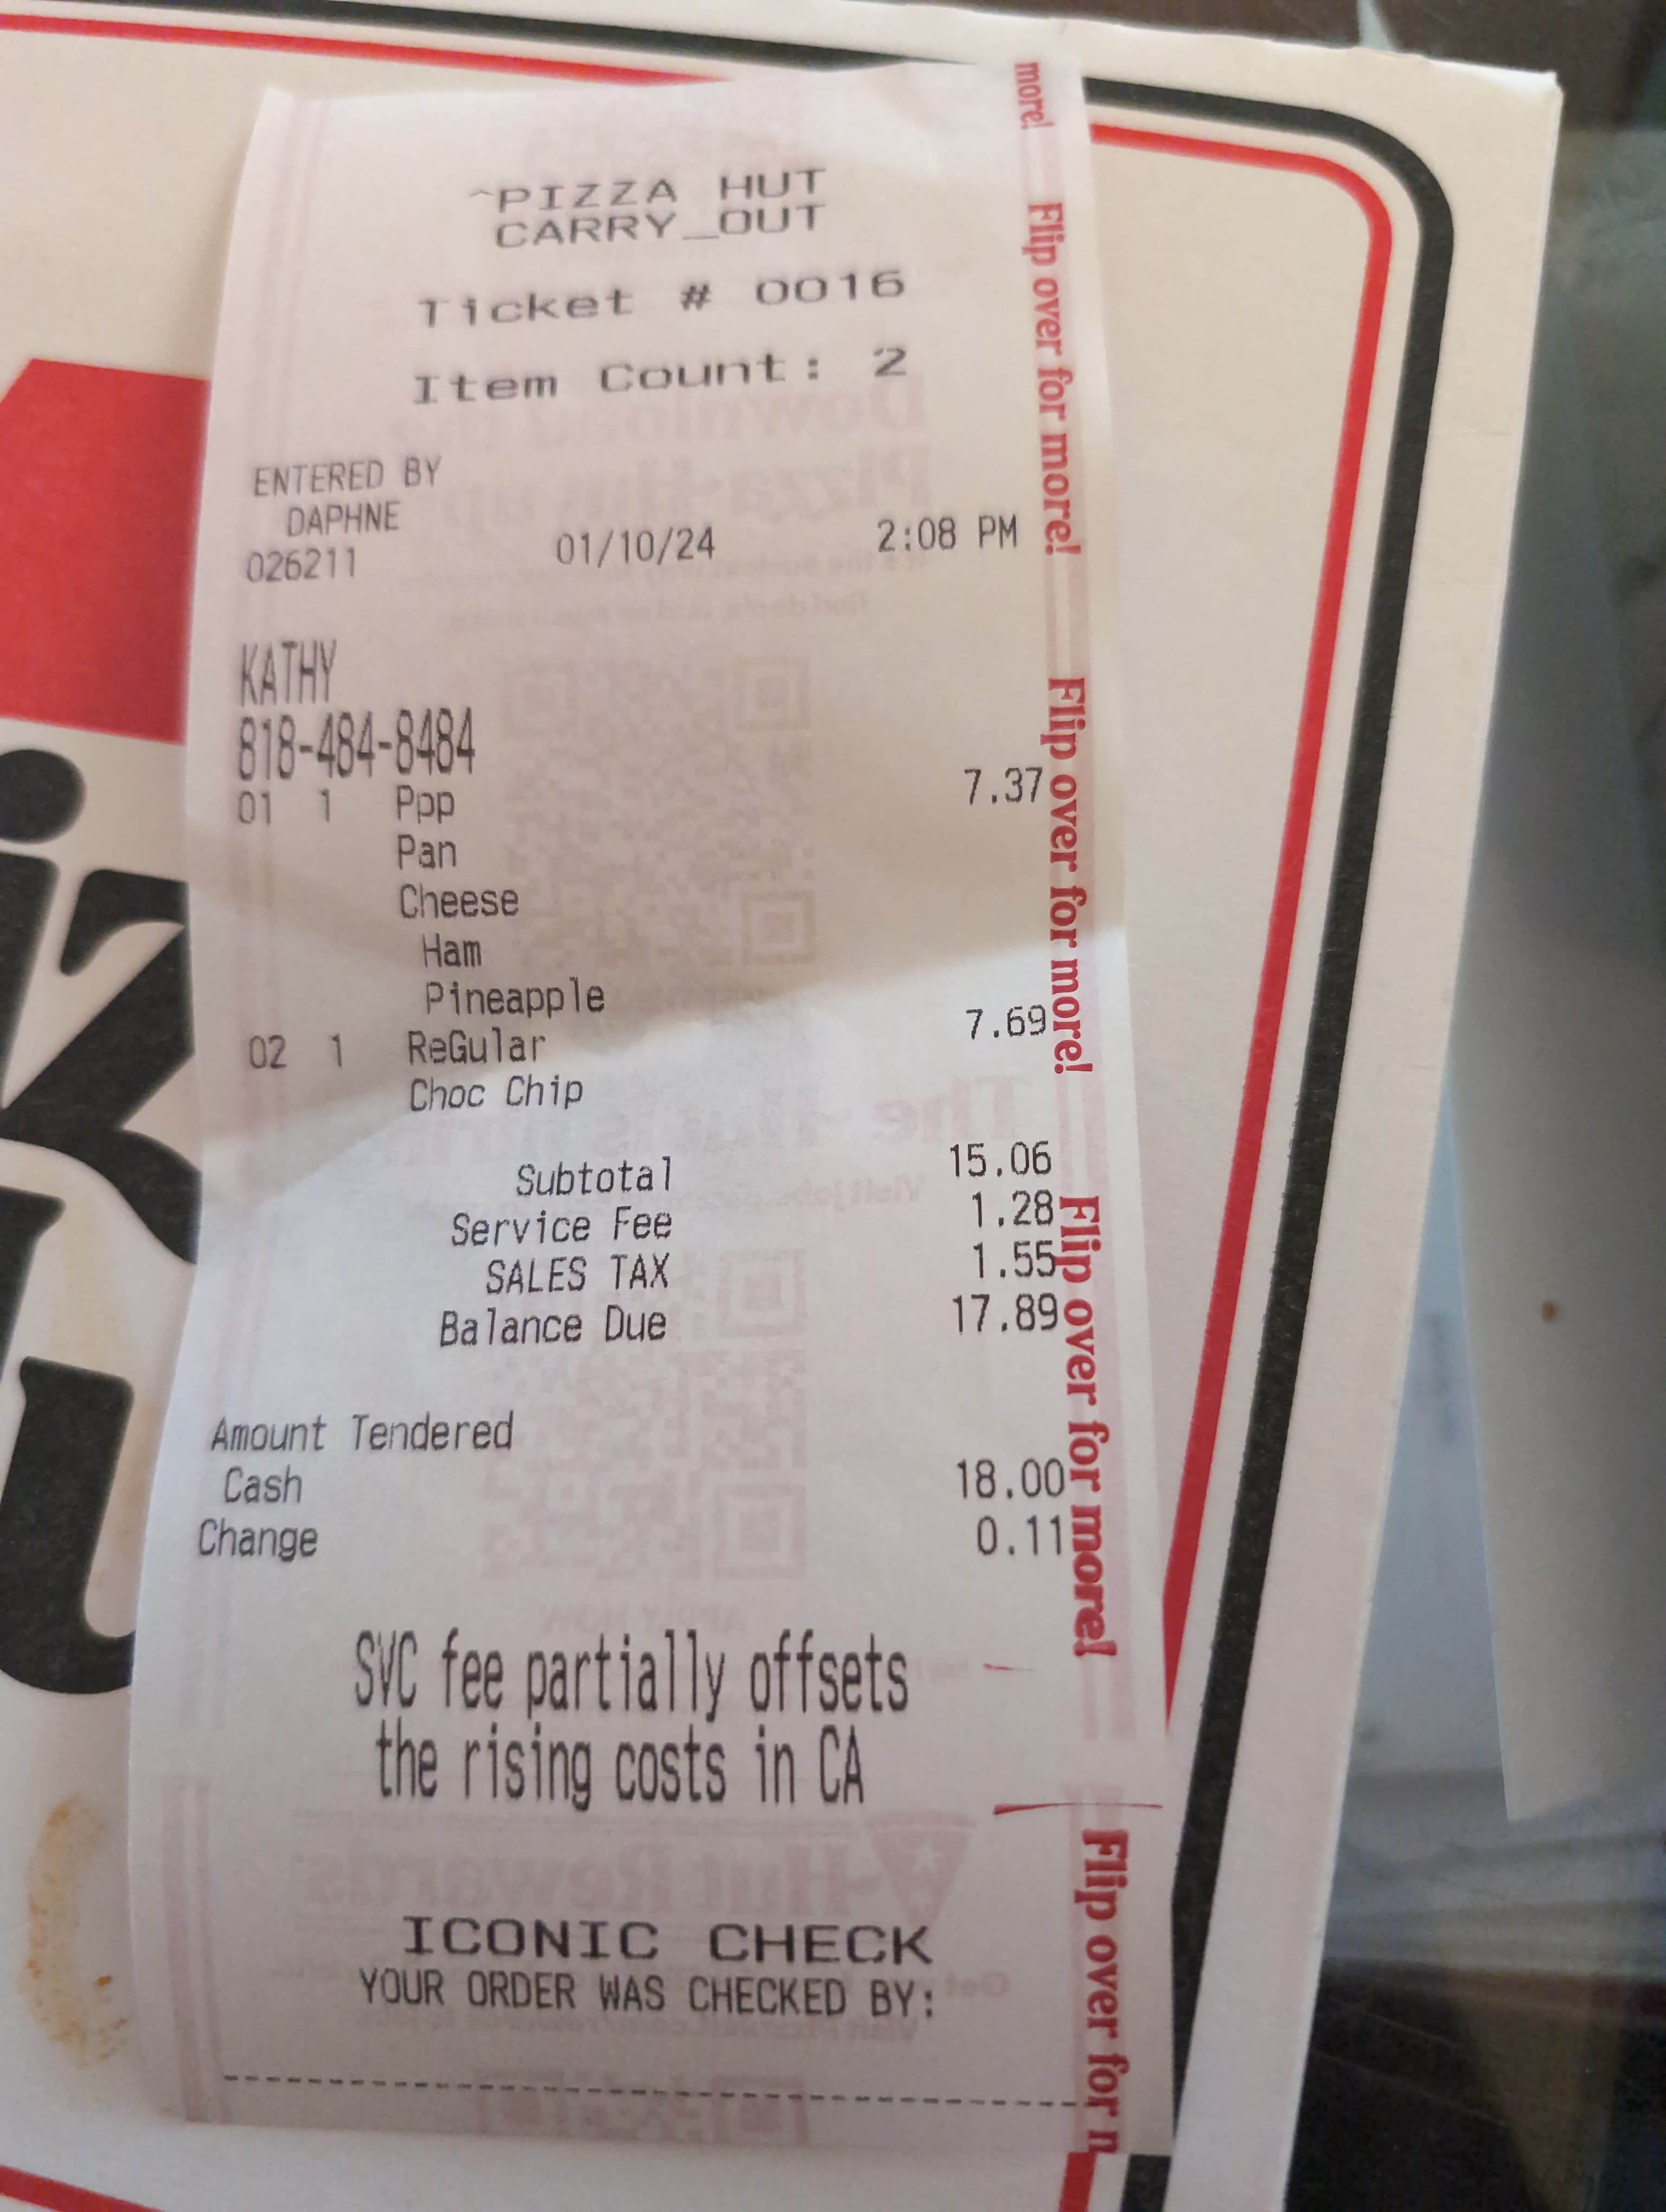 ^PIZZA HUT
CARRY_OUT
Ticket # 0016
Item Count: 2
ENTERED BY
DAPHNE
026211 01/10/24 2:08 PM
KATHY
818-484-8484
01 1 Ppp 7.37
Pan
Cheese
Ham
Pineapple
02 1 ReGular 7.69
Choc Chip
Subtotal 15.06
Service Fee 1.28
SALES TAX 1.55
Balance Due 17.89
Amount Tendered
Cash 18.00
Change 0.11
SVC fee partially offsets
the rising costs in CA
ICONIC CHECK
YOUR ORDER WAS CHECKED BY:
more!
Flip over for more!
Flip over for more!
Flip over for more!
Flip over for